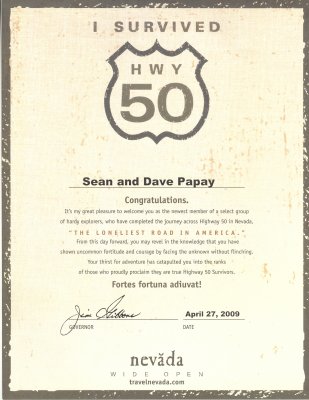 I SURVIVED
HWY
50
Sean and Dave Papay
Congratulations.
It's my great pleasure to welcome you as the newest member of a select group
of hardy explorers, who have completed the journey across Highway 50 in Nevada,
"THE LONELIEST ROAD IN AMERICA."
From this day forward, you may revel in the knowledge that you have
shown uncommon fortitude and courage by facing the unknown without flinching.
Your thirst for adventure has catapulted you into the ranks
of those who proudly proclaim they are true Highway 50 Survivors.
Fortes fortuna adiuvat!
Jim Gibbons April 27, 2009
GOVERNOR DATE
nevăda
WIDE OPEN
travelnevada.com